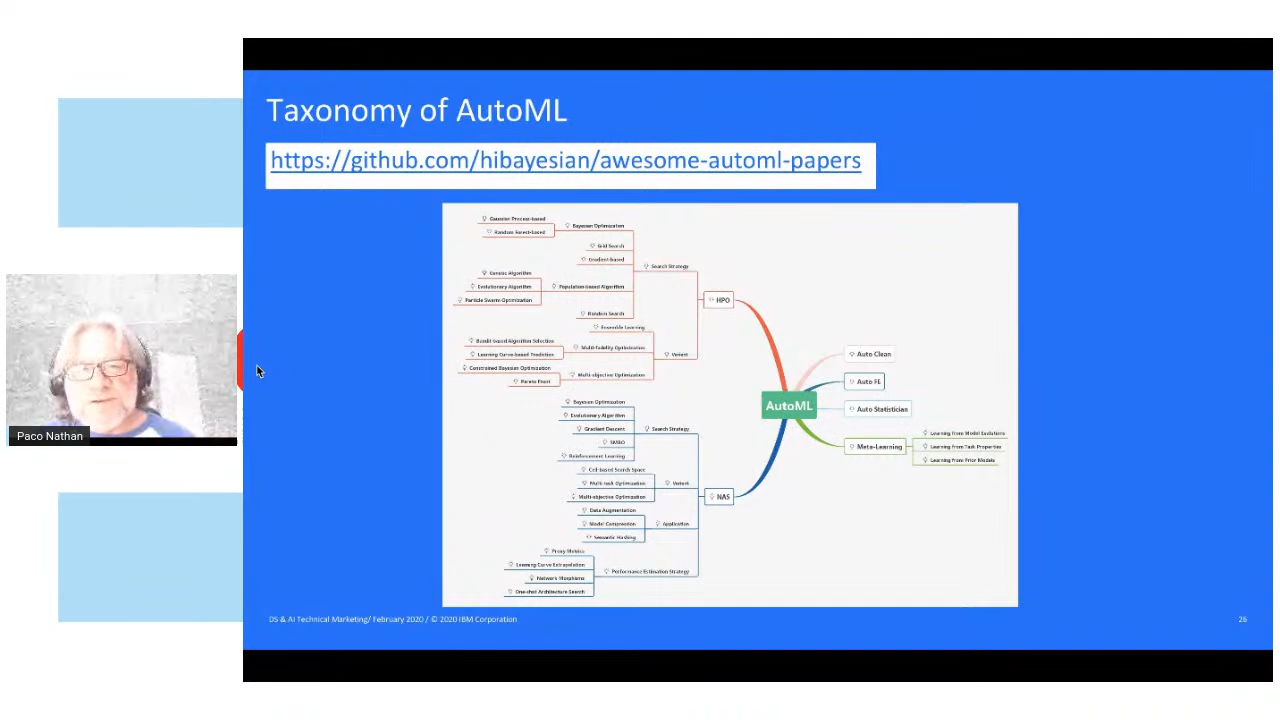 Taxonomy of AutoML
https://github.com/hibayesian/awesome-automl-papers
Gaussian Process-based
Random Forest-based
Bayesian Optimization
Grid Search
Gradient-Based
Search Strategy
Genetic Algorithm
Evolutionary Algorithm
Particle Swarm Optimization
Population-based Algorithm
Random Search
HPO
Ensemble Learning
Bandit-based Algorithm Selection
Learning Curve-based Prediction
Multi-fidelity Optimization
Variant
Constrained Bayesian Optimization
Pareto Front
Multi-objective Optimization
AutoML
Auto Clean
Auto FE
Auto Statistician
Meta-Learning
Learning from Model Evalutions
Learning from Task Properties
Learning from Prior Models
Bayesian Optimization
Evolutionary Algorithm
Gradient Descent
SMBO
Reinforcement Learning
Search Strategy
Cell-based Search Space
Multi-task Optimization
Multi-objective Optimization
Variant
NAS
Data Augmentation
Model Compression
Semantic Hashing
Application
Proxy Metrics
Learning Curve Extrapolation
Network Morphisms
One-shot Architecture Search
Performance Estimation Strategy
Paco Nathan
DS & AI Technical Marketing/ February 2020 / © 2020 IBM Corporation
26